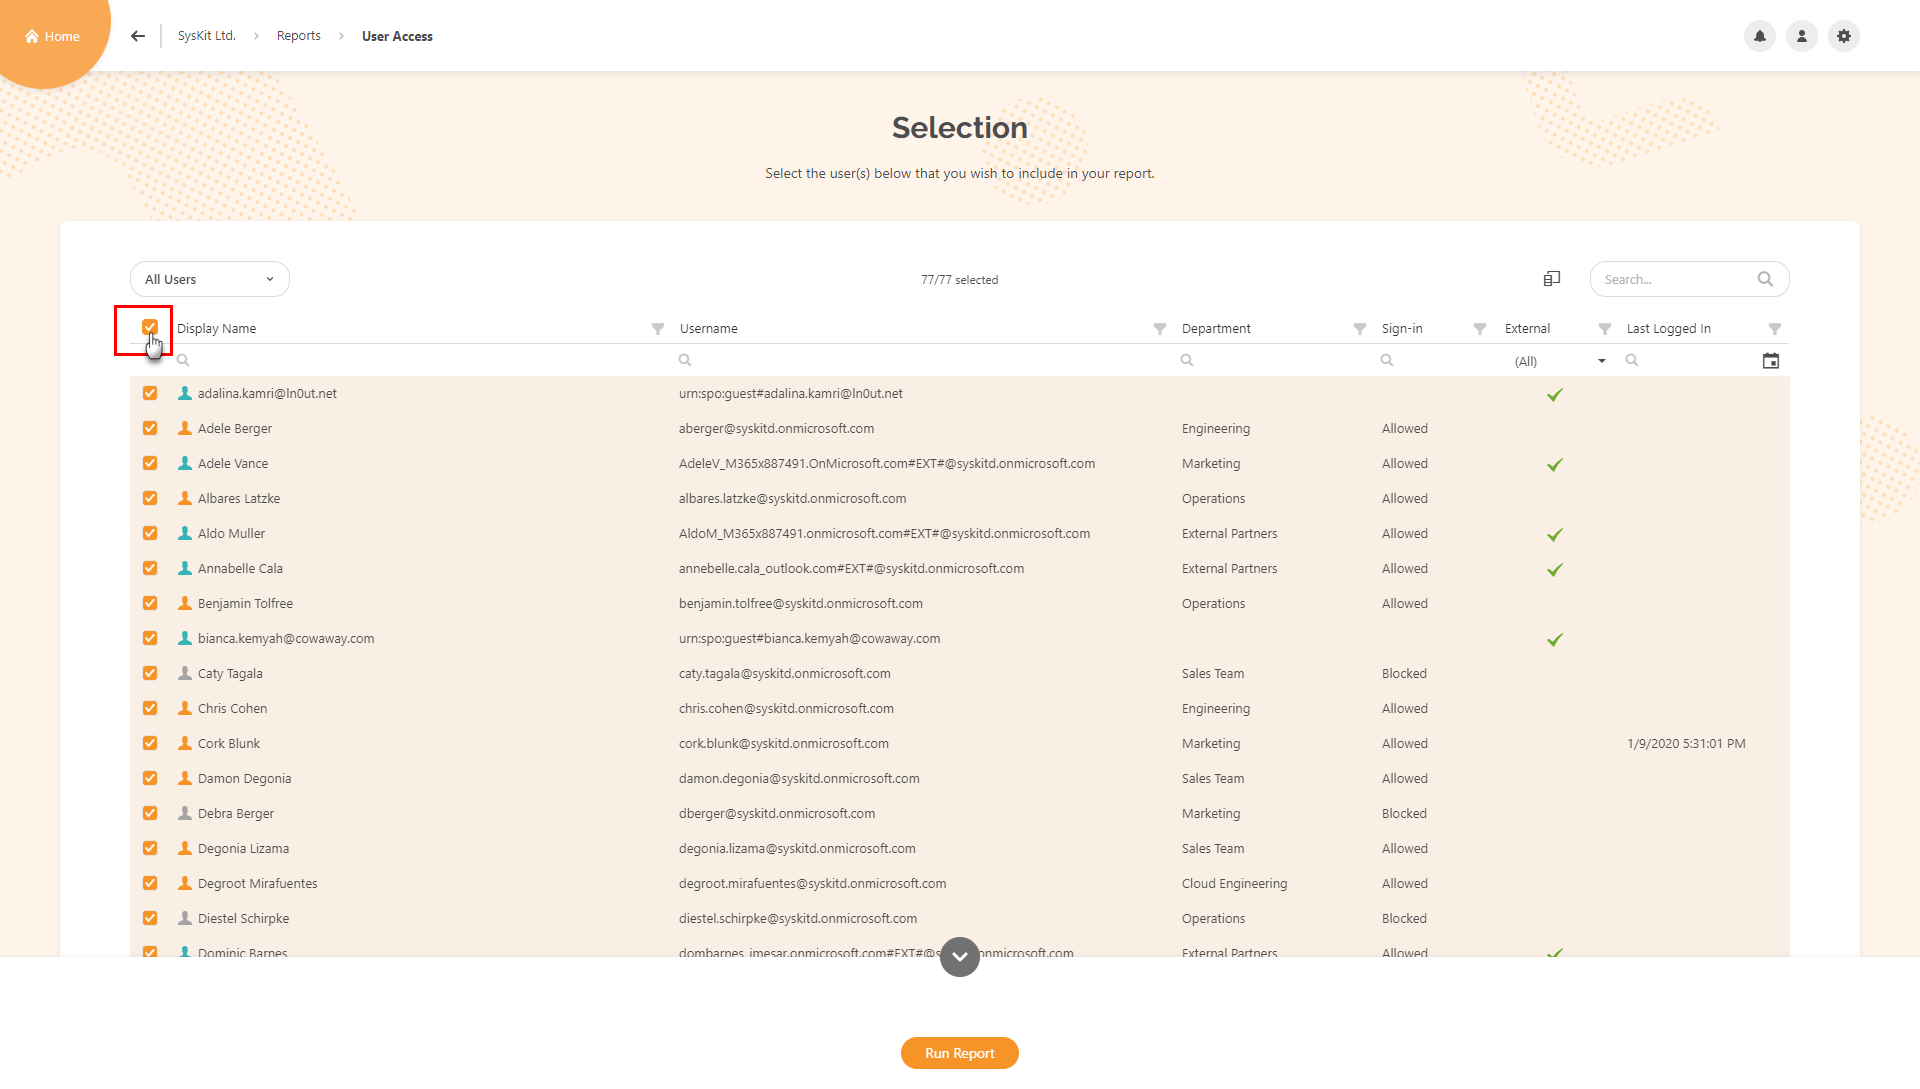 Home
SysKit Ltd. > Reports > User Access
Selection
Select the user(s) below that you wish to include in your report.
All Users 77/77 selected Search...
Display Name Username Department Sign-in External Last Logged In
(All)
adalina.kamri@ln0ut.net urn:spo:guest#adalina.kamri@ln0ut.net
Adele Berger aberger@syskitd.onmicrosoft.com Engineering Allowed
Adele Vance AdeleV_M365x887491.OnMicrosoft.com#EXT#@syskitd.onmicrosoft.com Marketing Allowed
Albares Latzke albares.latzke@syskitd.onmicrosoft.com Operations Allowed
Aldo Muller AldoM_M365x887491.onmicrosoft.com#EXT#@syskitd.onmicrosoft.com External Partners Allowed
Annabelle Cala annebelle.cala_outlook.com#EXT#@syskitd.onmicrosoft.com External Partners Allowed
Benjamin Tolfree benjamin.tolfree@syskitd.onmicrosoft.com Operations Allowed
bianca.kemyah@cowaway.com urn:spo:guest#bianca.kemyah@cowaway.com
Caty Tagala caty.tagala@syskitd.onmicrosoft.com Sales Team Blocked
Chris Cohen chris.cohen@syskitd.onmicrosoft.com Engineering Allowed
Cork Blunk cork.blunk@syskitd.onmicrosoft.com Marketing Allowed 1/9/2020 5:31:01 PM
Damon Degonia damon.degonia@syskitd.onmicrosoft.com Sales Team Allowed
Debra Berger dberger@syskitd.onmicrosoft.com Marketing Blocked
Degonia Lizama degonia.lizama@syskitd.onmicrosoft.com Sales Team Allowed
Degroot Mirafuentes degroot.mirafuentes@syskitd.onmicrosoft.com Cloud Engineering Allowed
Diestel Schirpke diestel.schirpke@syskitd.onmicrosoft.com Operations Blocked
Dominic Barnes External Partners Allowed
Run Report